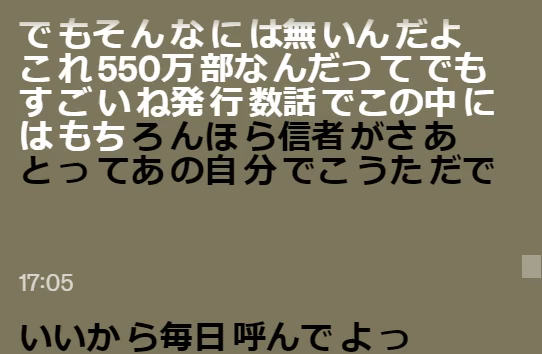 でもそんなには無いんだよ
これ550万部なんだってでも
すごいね発行数話でこの中に
はもちろんほら信者がさあ
とってあの自分でこうただで
17:05
いいから毎日呼んでよっ